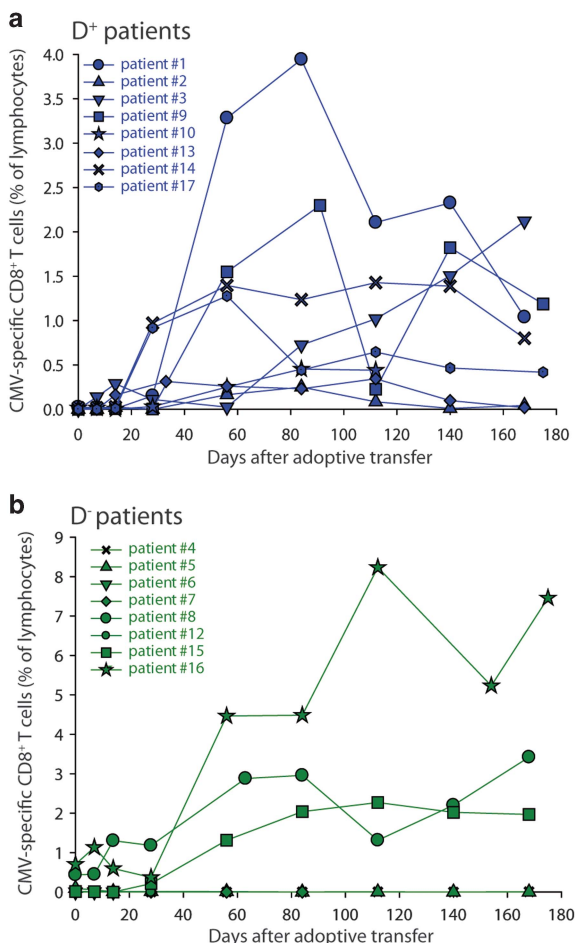 a
D⁺ patients
CMV-specific CD8⁺ T cells (% of lymphocytes)
4.0
3.5
3.0
2.5
2.0
1.5
1.0
0.5
0.0
patient #1
patient #2
patient #3
patient #9
patient #10
patient #13
patient #14
patient #17
0 20 40 60 80 100 120 140 160 180
Days after adoptive transfer
b
D⁻ patients
CMV-specific CD8⁺ T cells (% of lymphocytes)
9
8
7
6
5
4
3
2
1
0
patient #4
patient #5
patient #6
patient #7
patient #8
patient #12
patient #15
patient #16
0 20 40 60 80 100 120 140 160 180
Days after adoptive transfer